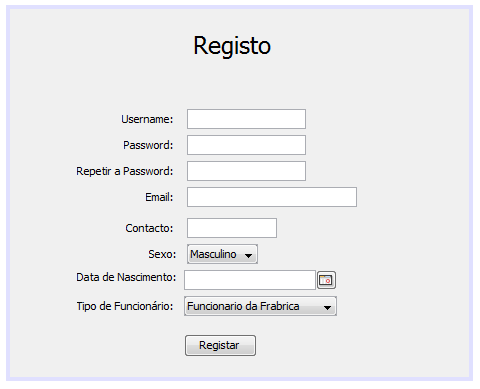 Registo
Username:
Password:
Repetir a Password:
Email:
Contacto:
Sexo: Masculino
Data de Nascimento:
Tipo de Funcionário: Funcionario da Frabrica
Registar